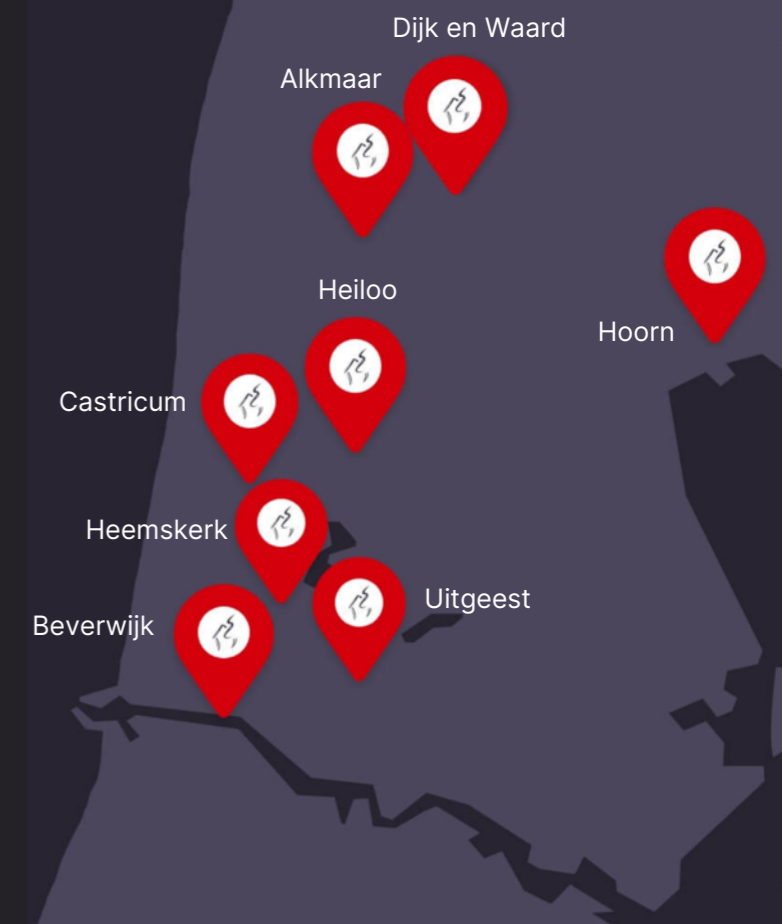 Dijk en Waard
Alkmaar
Heiloo
Hoorn
Castricum
Heemskerk
Uitgeest
Beverwijk